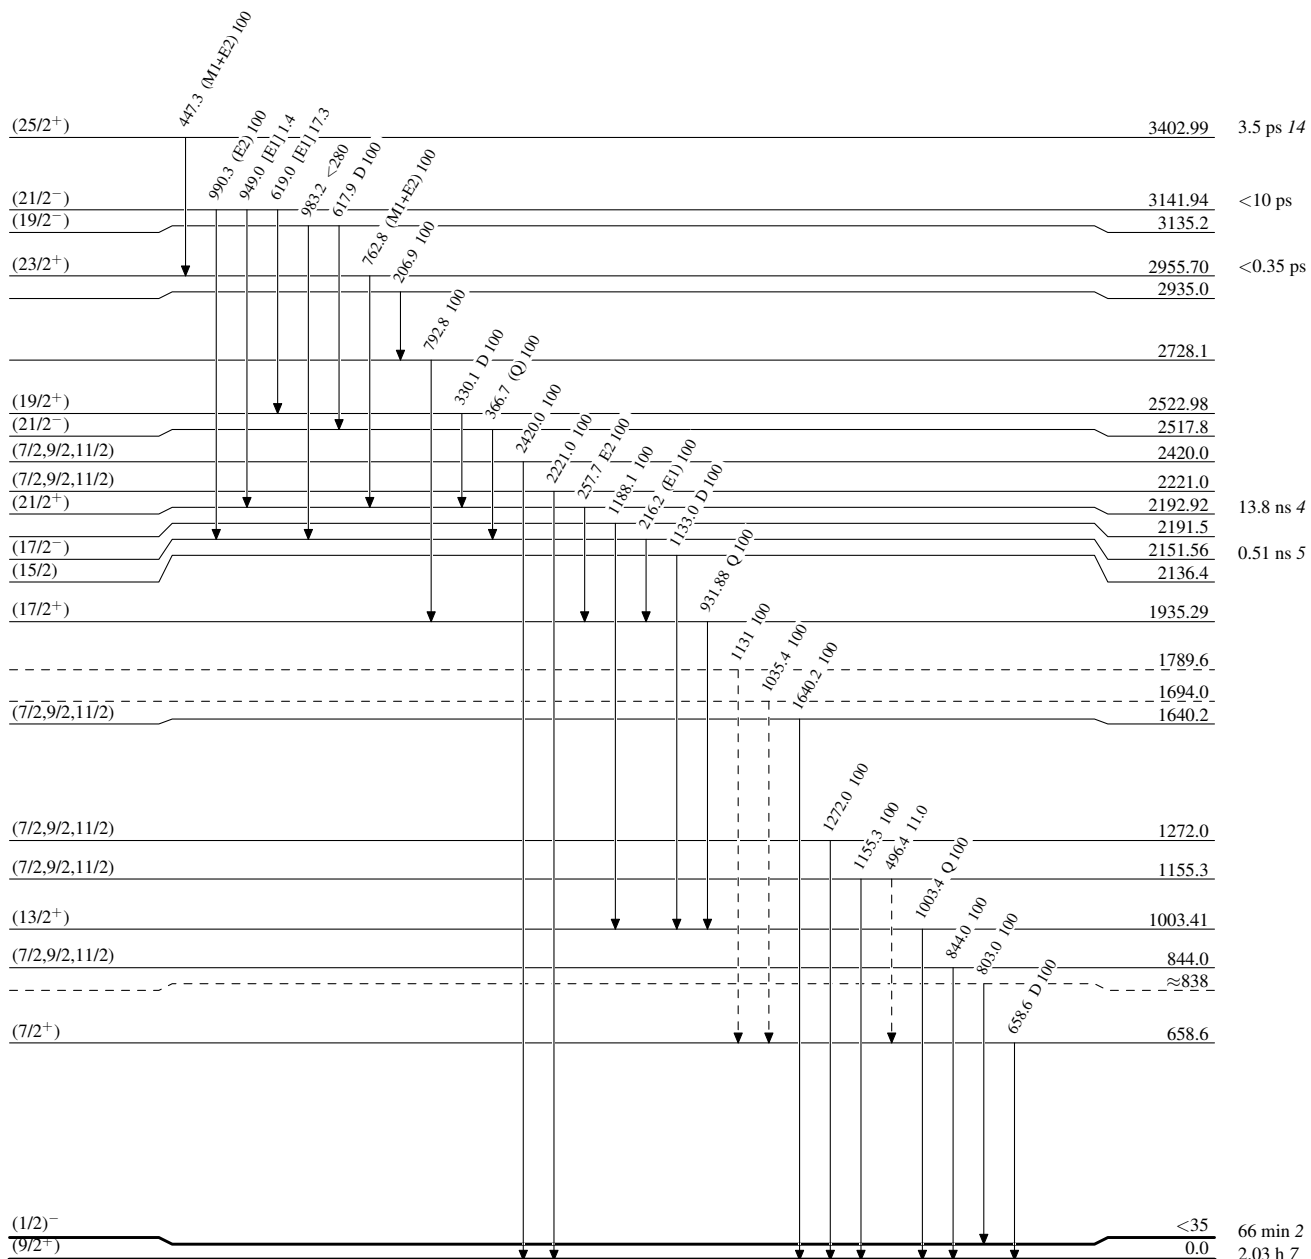 447.3 (M1+E2) 100
(25/2+) 3402.99 3.5 ps 14
990.3 (E2) 100
949.0 [E1] 1.4
619.0 [E1] 17.3
983.2 <280
617.9 D 100
(21/2−) 3141.94 <10 ps
(19/2−) 3135.2
762.8 (M1+E2) 100
206.9 100
(23/2+) 2955.70 <0.35 ps
2935.0
792.8 100
2728.1
330.1 D 100
366.7 (Q) 100
(19/2+) 2522.98
(21/2−) 2517.8
2420.0 100
(7/2,9/2,11/2) 2420.0
2221.0 100
(7/2,9/2,11/2) 2221.0
257.7 E2 100
(21/2+) 2192.92 13.8 ns 4
1188.1 100
2191.5
216.2 (E1) 100
(17/2−) 2151.56 0.51 ns 5
1133.0 D 100
(15/2) 2136.4
931.88 Q 100
(17/2+) 1935.29
1131 100
1789.6
1035.4 100
1694.0
1640.2 100
(7/2,9/2,11/2) 1640.2
1272.0 100
(7/2,9/2,11/2) 1272.0
1155.3 100
496.4 11.0
(7/2,9/2,11/2) 1155.3
1003.4 Q 100
(13/2+) 1003.41
844.0 100
(7/2,9/2,11/2) 844.0
803.0 100
≈838
658.6 D 100
(7/2+) 658.6
(1/2)− <35 66 min 2
(9/2+) 0.0 2.03 h 7